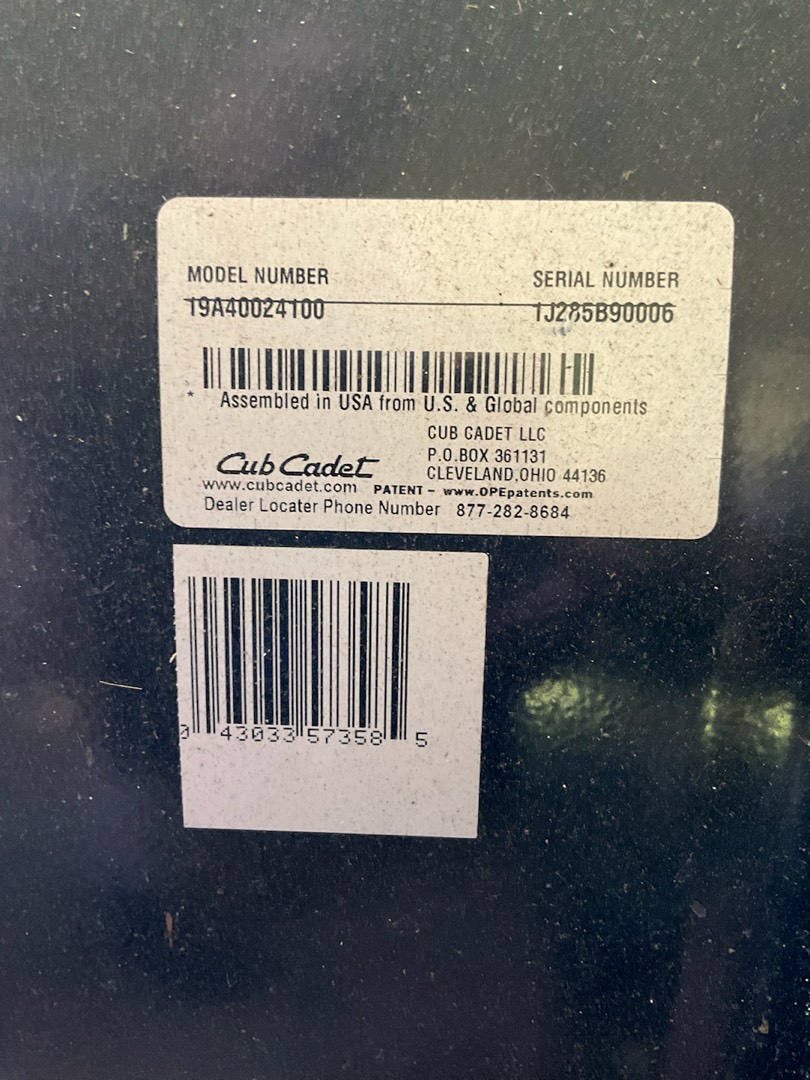 MODEL NUMBER SERIAL NUMBER
19A40024100 1J285B90006
* Assembled in USA from U.S. & Global components
CUB CADET LLC
P.O.BOX 361131
CLEVELAND,OHIO 44136
Cub Cadet
www.cubcadet.com PATENT - www.OPEpatents.com
Dealer Locater Phone Number 877-282-8684
0 43033 57358 5